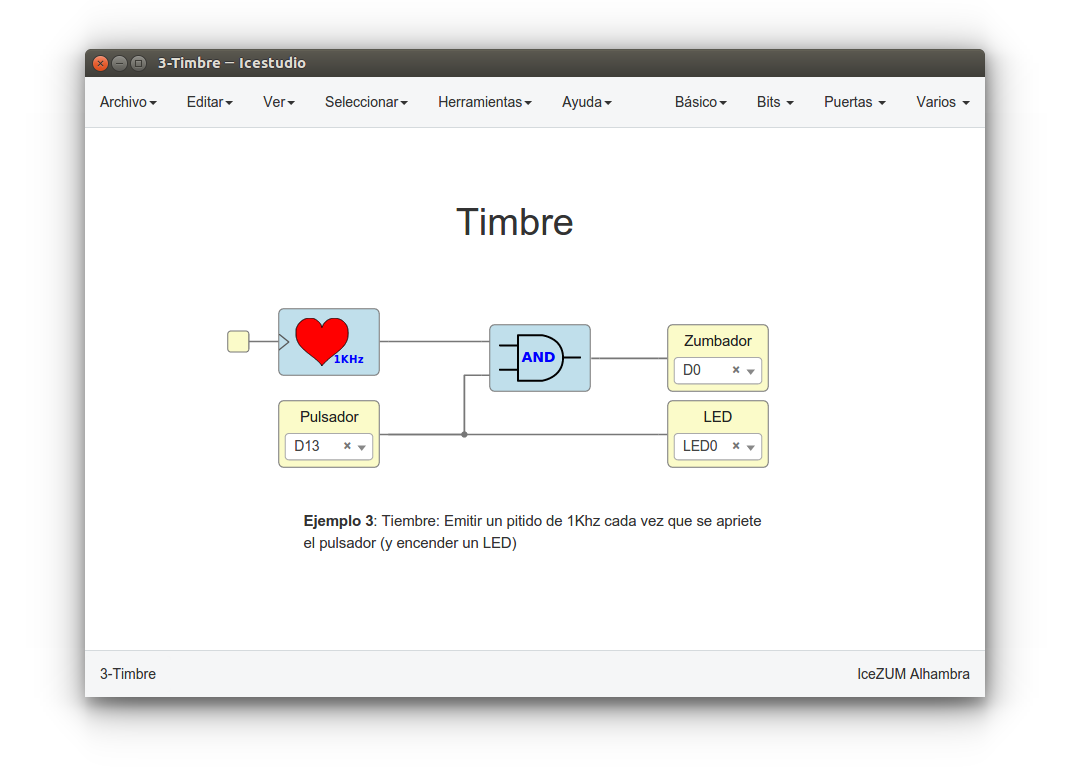 3-Timbre — Icestudio
Archivo Editar Ver Seleccionar Herramientas Ayuda Básico Bits Puertas Varios
Timbre
1KHz
AND
Zumbador
D0
Pulsador
D13
LED
LED0
Ejemplo 3: Tiembre: Emitir un pitido de 1Khz cada vez que se apriete
el pulsador (y encender un LED)
3-Timbre IceZUM Alhambra